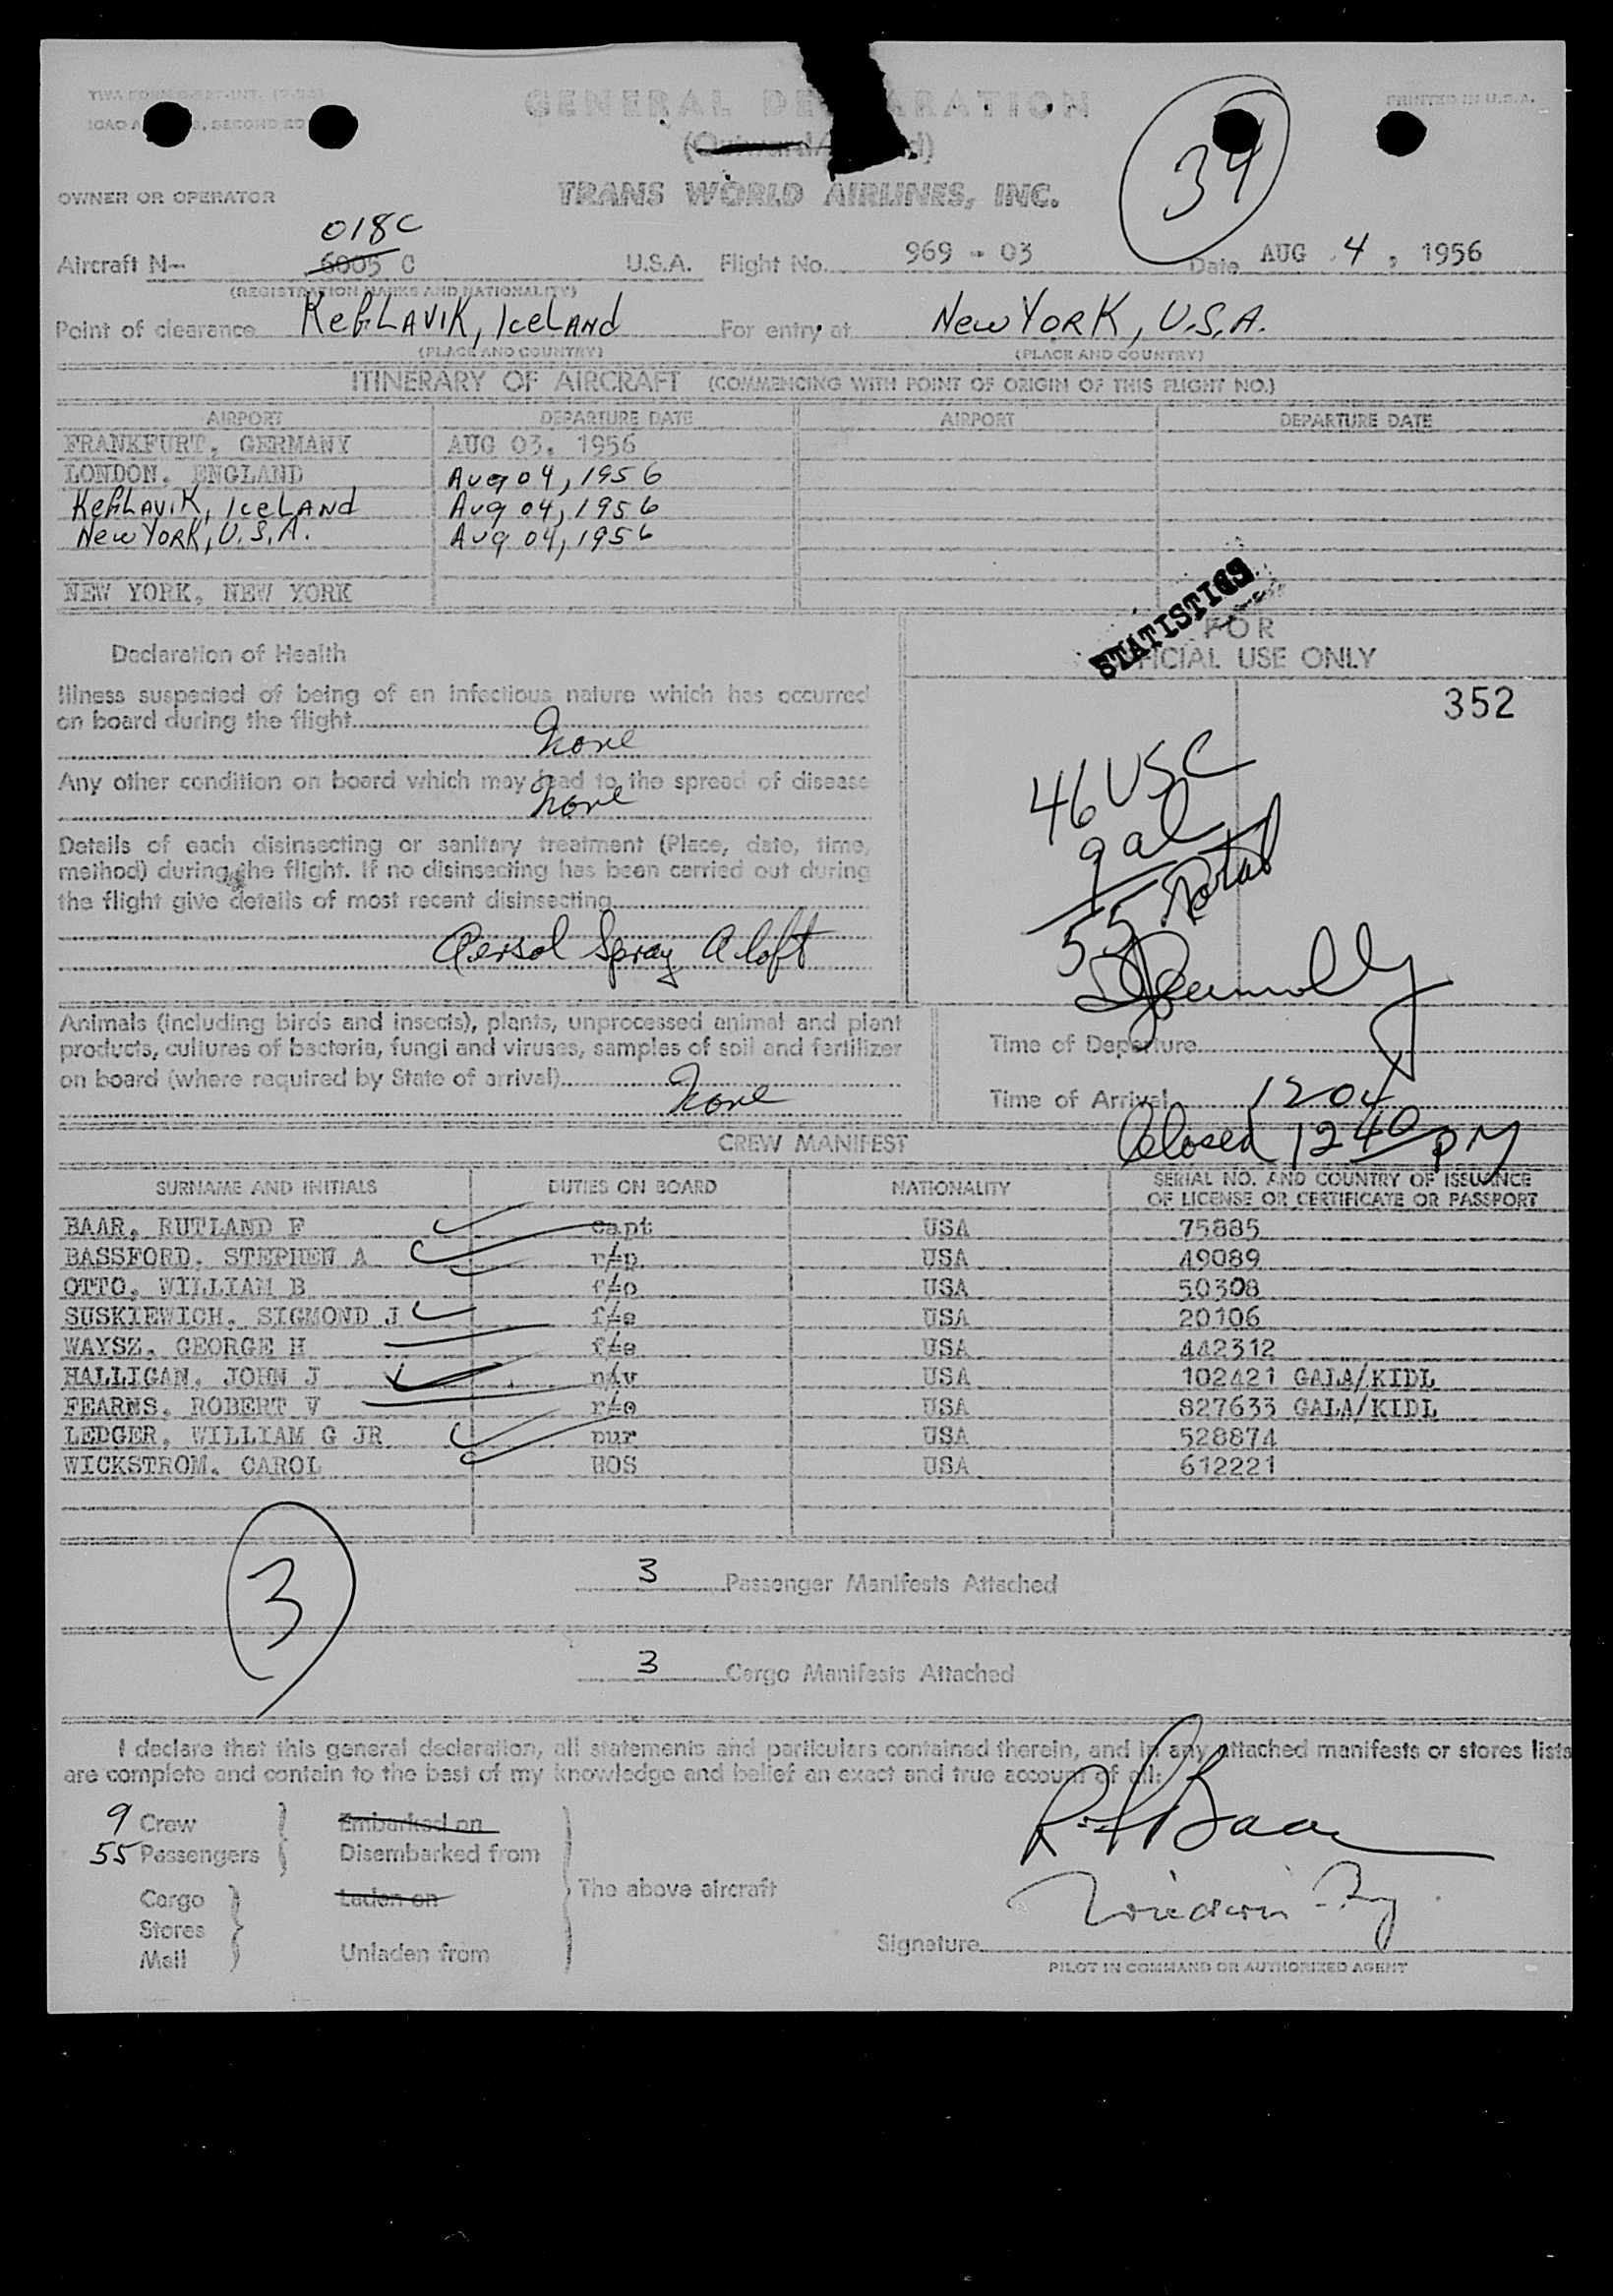 GENERAL DE ARATION
PRINTED IN U.S.A.
34
OWNER OR OPERATOR
TRANS WORLD AIRLINES, INC.
018C
Aircraft N- 6005 C U.S.A. Flight No. 969 - 03 Date AUG 4, 1956
(REGISTRATION MARKS AND NATIONALITY)
Point of clearance Keflavik, Iceland For entry at New York, U.S.A.
(PLACE AND COUNTRY) (PLACE AND COUNTRY)
ITINERARY OF AIRCRAFT (COMMENCING WITH POINT OF ORIGIN OF THIS FLIGHT NO.)
AIRPORT DEPARTURE DATE AIRPORT DEPARTURE DATE
FRANKFURT, GERMANY AUG 03, 1956
LONDON, ENGLAND Aug 04, 1956
Keflavik, Iceland Aug 04, 1956
New York, U.S.A. Aug 04, 1956
NEW YORK, NEW YORK
STATISTICS
FOR
FICIAL USE ONLY
352
Declaration of Health
Illness suspected of being of an infectious nature which has occurred
on board during the flight
None
Any other condition on board which may lead to the spread of disease
None
Details of each disinsecting or sanitary treatment (Place, date, time,
method) during the flight. If no disinsecting has been carried out during
the flight give details of most recent disinsecting
Aersol Spray Aloft
46 USC
9 al
55 Total
Animals (including birds and insects), plants, unprocessed animal and plant
products, cultures of bacteria, fungi and viruses, samples of soil and fertilizer
on board (where required by State of arrival)
None
Time of Departure
Time of Arrival 1204
Closed 1240 PM
CREW MANIFEST
SURNAME AND INITIALS DUTIES ON BOARD NATIONALITY SERIAL NO. AND COUNTRY OF ISSUANCE
OF LICENSE OR CERTIFICATE OR PASSPORT
BAAR, RUTLAND F capt USA 75885
BASSFORD, STEPHEN A r/p USA 49089
OTTO, WILLIAM B f/o USA 50308
SUSKIEWICH, SIGMOND J f/e USA 20106
WAYSZ, GEORGE H f/e USA 442312
HALLIGAN, JOHN J n/v USA 102421 GALA/KIDL
FEARNS, ROBERT V r/o USA 827633 GALA/KIDL
LEDGER, WILLIAM G JR pur USA 528874
WICKSTROM, CAROL HOS USA 612221
3
3 Passenger Manifests Attached
3 Cargo Manifests Attached
I declare that this general declaration, all statements and particulars contained therein, and in any attached manifests or stores lists
are complete and contain to the best of my knowledge and belief an exact and true account of all:
9 Crew Embarked on
55 Passengers Disembarked from
Cargo Laden on The above aircraft
Stores
Mail Unladen from
R.F. Baar
Signature
PILOT IN COMMAND OR AUTHORIZED AGENT